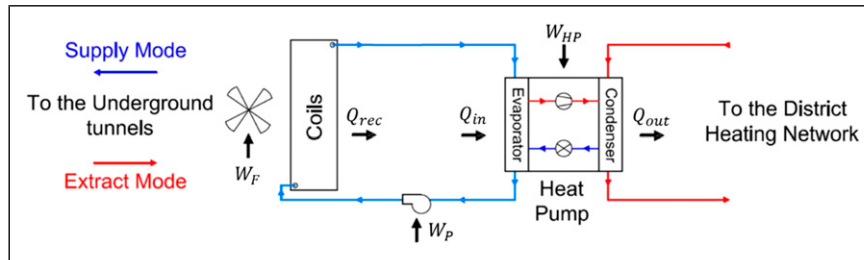 Supply Mode
To the Underground
tunnels
Extract Mode
W_F
Coils
Q_rec
W_P
Q_in
W_HP
Evaporator
Condenser
Heat
Pump
Q_out
To the District
Heating Network